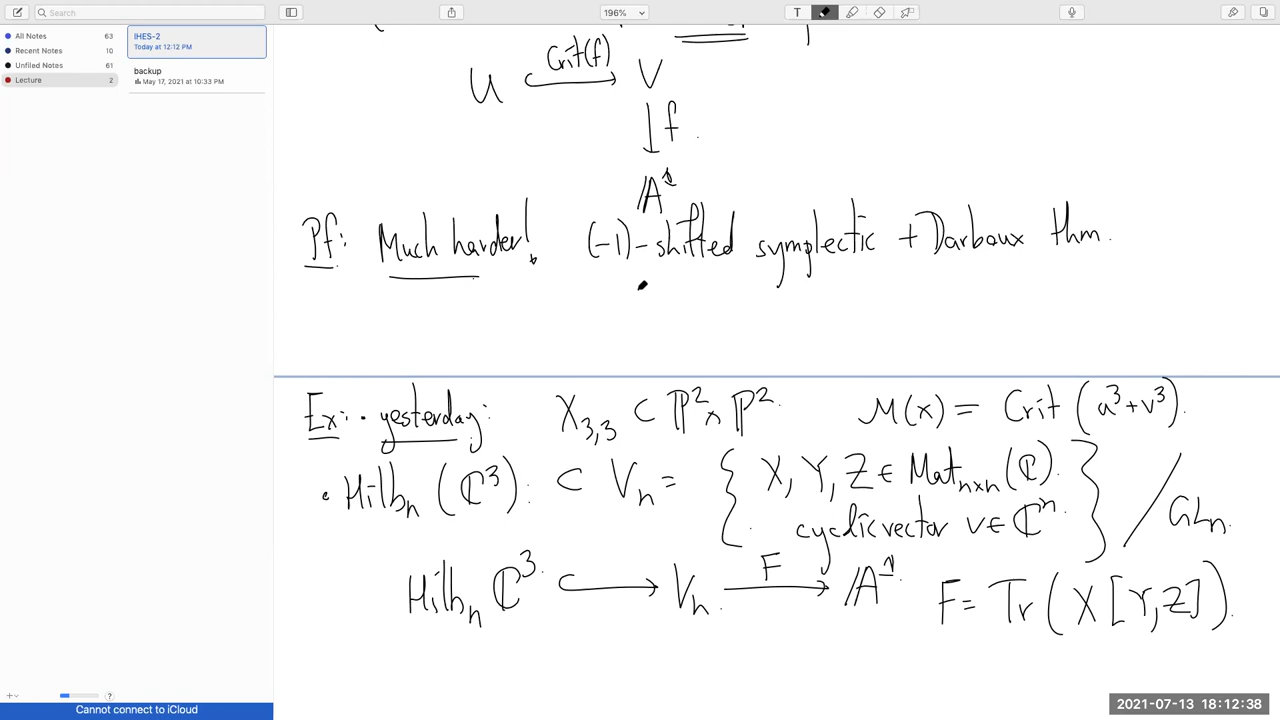 Search
196%
T
All Notes 63
Recent Notes 10
Unfiled Notes 61
Lecture 2
IHES-2
Today at 12:12 PM
backup
May 17, 2021 at 10:33 PM
U Crit(f) V
f.
𝔸¹
Pf: Much harder! (-1)-shifted symplectic + Darboux thm.
Ex: · yesterday: X₃,₃ ⊂ ℙ² × ℙ². M(x) = Crit (u³+v³).
· Hilbₙ (ℂ³): ⊂ Vₙ = { X, Y, Z ∈ Matₙₓₙ(ℂ).
cyclic vector v ∈ ℂⁿ. } / GLₙ.
Hilbₙ ℂ³ ↪ Vₙ. F → 𝔸¹. F = Tr (X [Y,Z]).
?
Cannot connect to iCloud
2021-07-13 18:12:38